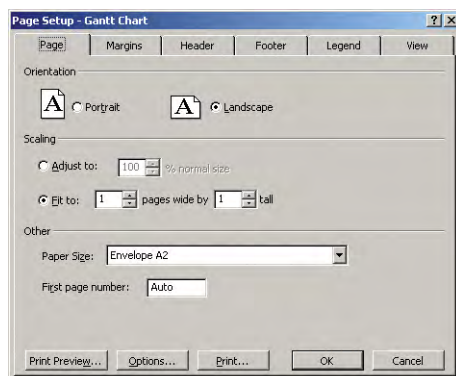 Page Setup - Gantt Chart
Page Margins Header Footer Legend View
Orientation
A Portrait A Landscape
Scaling
Adjust to: 100 % normal size
Fit to: 1 pages wide by 1 tall
Other
Paper Size: Envelope A2
First page number: Auto
Print Preview... Options... Print... OK Cancel